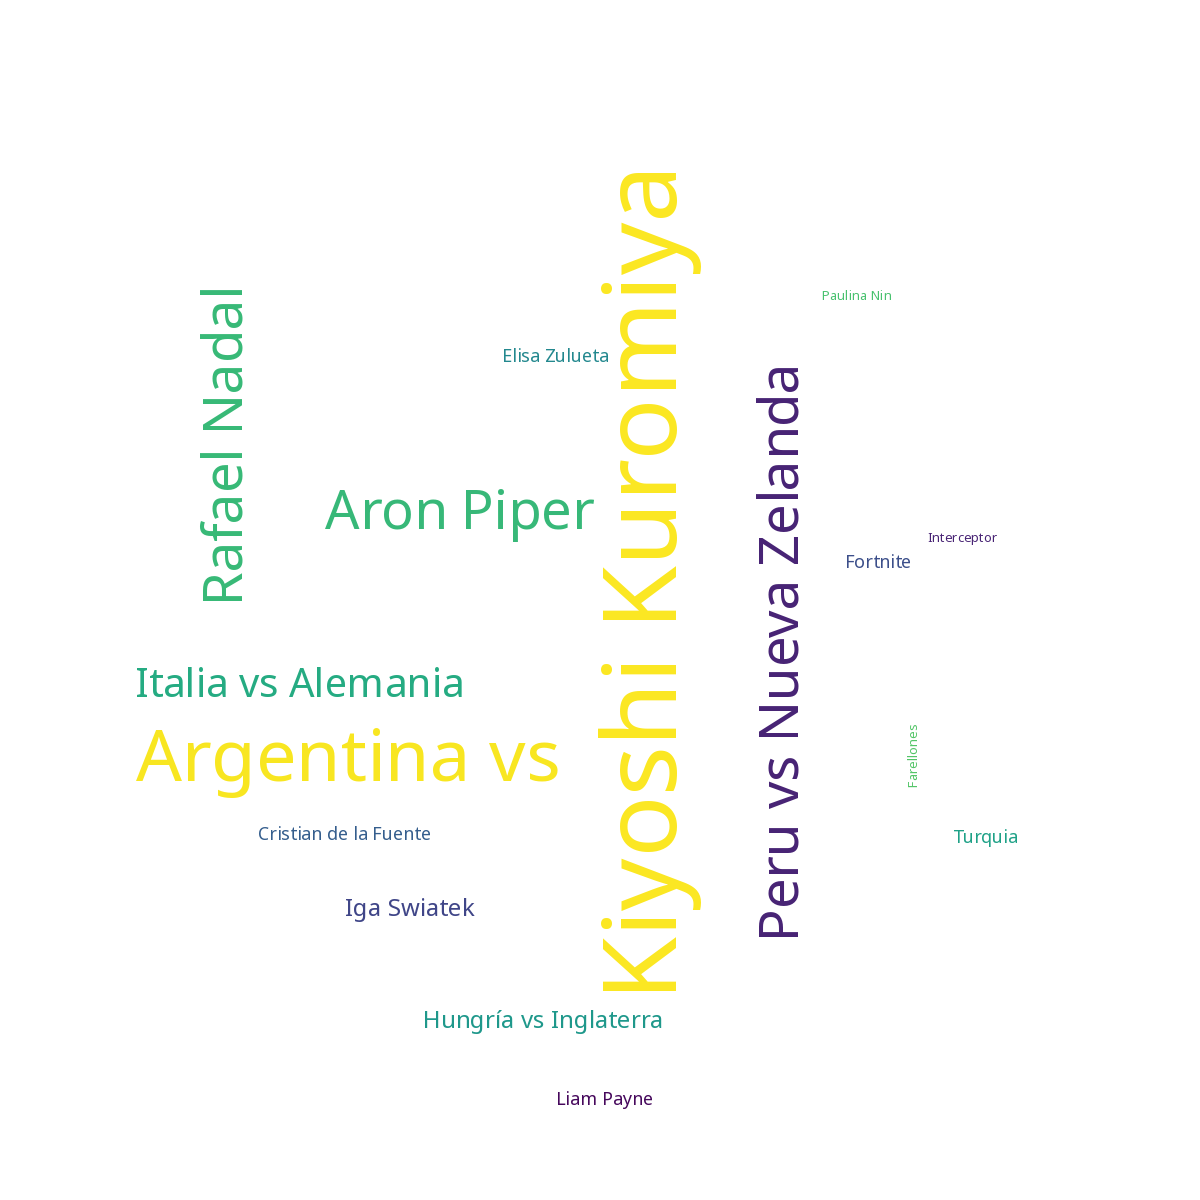 Kiyoshi Kuromiya
Rafael Nadal
Paulina Nin
Elisa Zulueta
Peru vs Nueva Zelanda
Aron Piper
Interceptor
Fortnite
Italia vs Alemania
Argentina vs
Farellones
Cristian de la Fuente
Turquia
Iga Swiatek
Hungría vs Inglaterra
Liam Payne